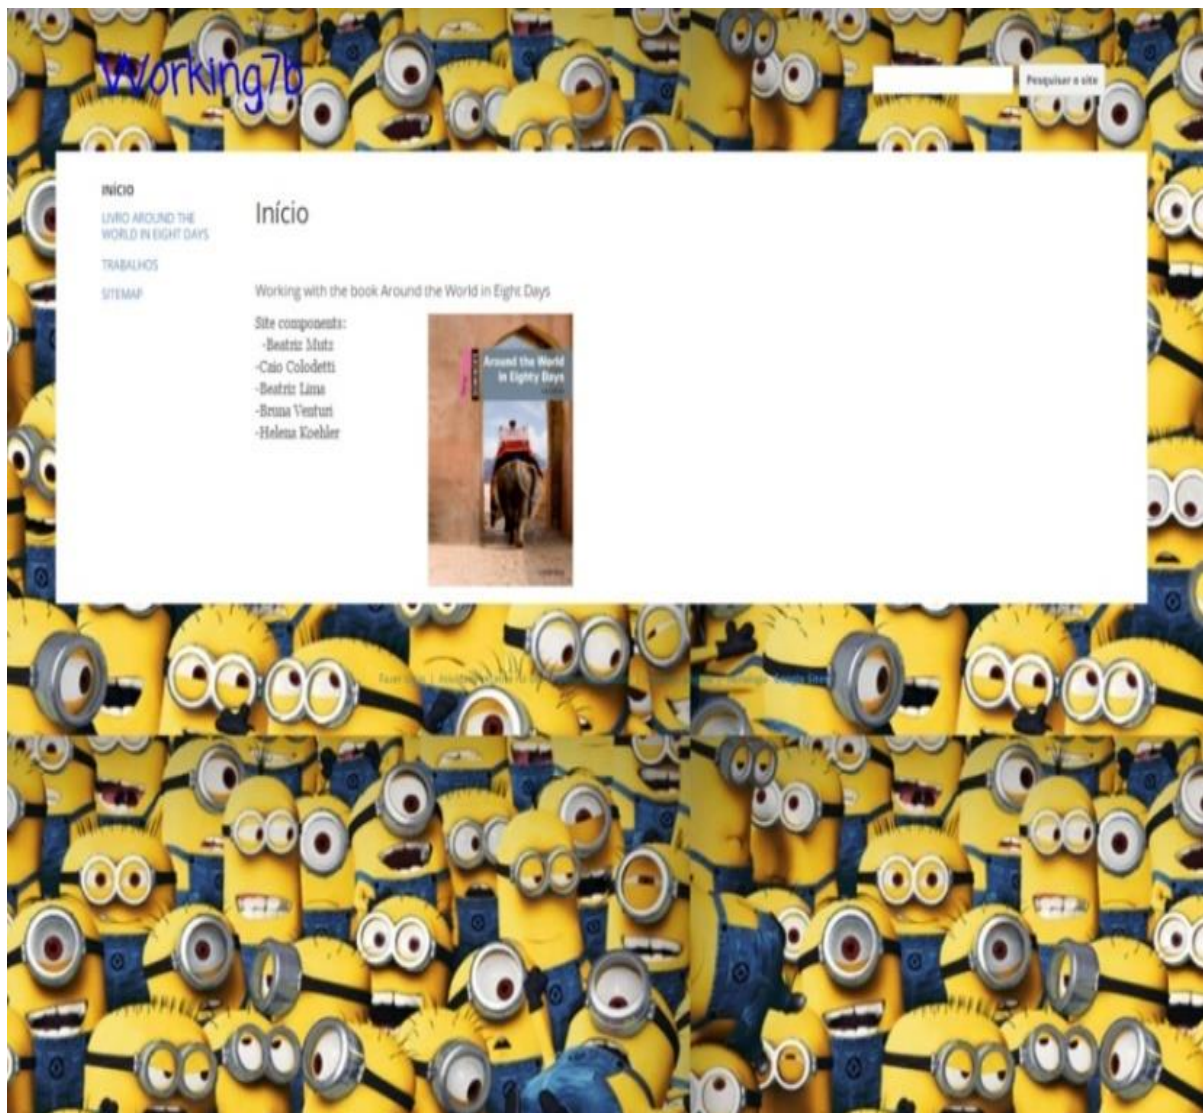 Working7b
Pesquisar o site
INÍCIO
LIVRO AROUND THE
WORLD IN EIGHT DAYS
TRABALHOS
SITEMAP
Início
Working with the book Around the World in Eight Days
Site components:
-Beatriz Mutz
-Caio Colodetti
-Beatriz Lima
-Bruna Venturi
-Helena Koehler
Around the World
in Eighty Days
Google Sites